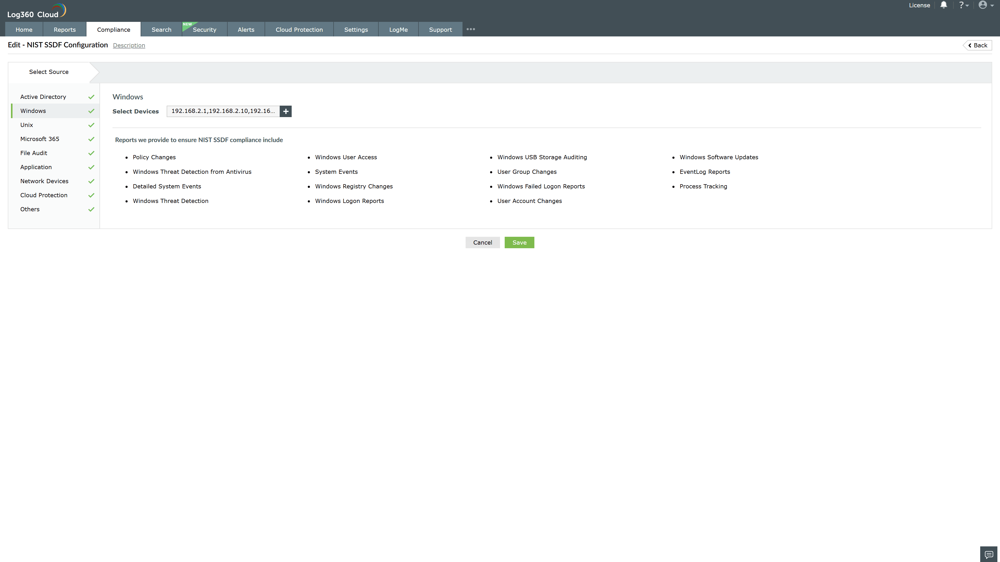 Log360 Cloud
License
?
Home
Reports
Compliance
Search
NEW
Security
Alerts
Cloud Protection
Settings
LogMe
Support
Edit - NIST SSDF Configuration
Description
Back
Select Source
Active Directory
Windows
Unix
Microsoft 365
File Audit
Application
Network Devices
Cloud Protection
Others
Windows
Select Devices
192.168.2.1,192.168.2.10,192.16...
Reports we provide to ensure NIST SSDF compliance include
Policy Changes
Windows User Access
Windows USB Storage Auditing
Windows Software Updates
Windows Threat Detection from Antivirus
System Events
User Group Changes
EventLog Reports
Detailed System Events
Windows Registry Changes
Windows Failed Logon Reports
Process Tracking
Windows Threat Detection
Windows Logon Reports
User Account Changes
Cancel
Save